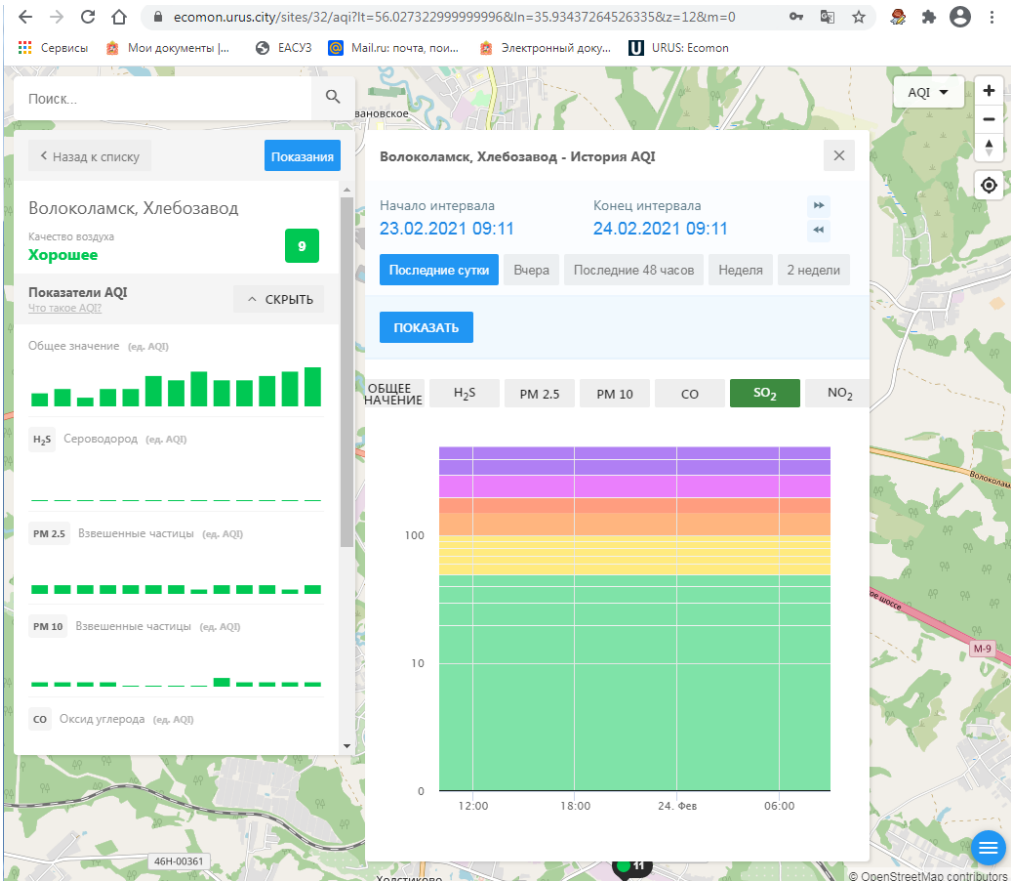 ecomon.urus.city/sites/32/aqi?lt=56.027322999999996&ln=35.93437264526335&z=12&m=0
Сервисы
Мои документы |...
ЕАСУЗ
Mail.ru: почта, пои...
Электронный доку...
URUS: Ecomon
Поиск...
AQI
+
−
< Назад к списку
Показания
Волоколамск, Хлебозавод
Качество воздуха
Хорошее
9
Показатели AQI
Что такое AQI?
СКРЫТЬ
Общее значение (ед. AQI)
H₂S Сероводород (ед. AQI)
PM 2.5 Взвешенные частицы (ед. AQI)
PM 10 Взвешенные частицы (ед. AQI)
CO Оксид углерода (ед. AQI)
Волоколамск, Хлебозавод - История AQI
Начало интервала
23.02.2021 09:11
Конец интервала
24.02.2021 09:11
Последние сутки
Вчера
Последние 48 часов
Неделя
2 недели
ПОКАЗАТЬ
ОБЩЕЕ
НАЧЕНИЕ
H₂S
PM 2.5
PM 10
CO
SO₂
NO₂
100
10
0
12:00
18:00
24. Фев
06:00
вановское
Волоколам
ое шоссе
M-9
46Н-00361
11
Холстиково
© OpenStreetMap contributors